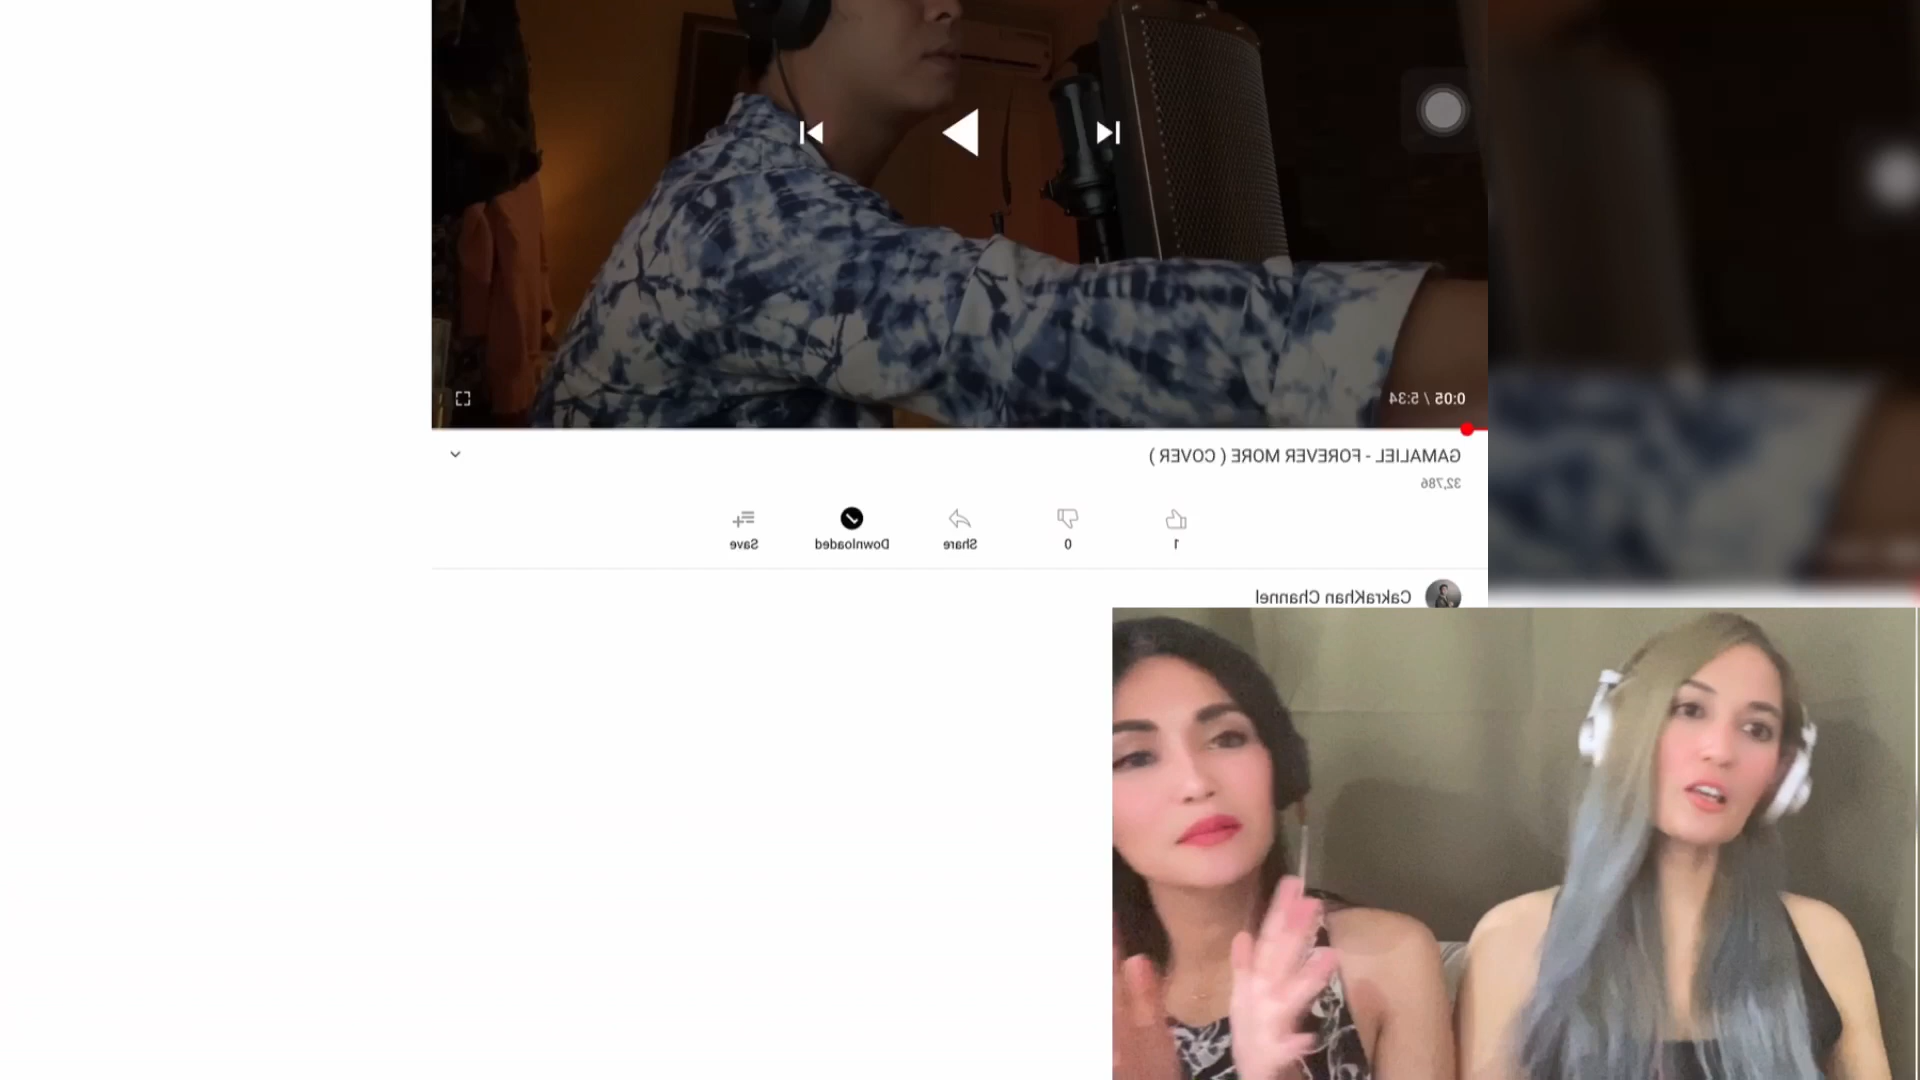 0:05 / 5:34
GAMALIEL - FOREVER MORE ( COVER )
32,786
1
0
Share
Downloaded
Save
CakraKhan Channel